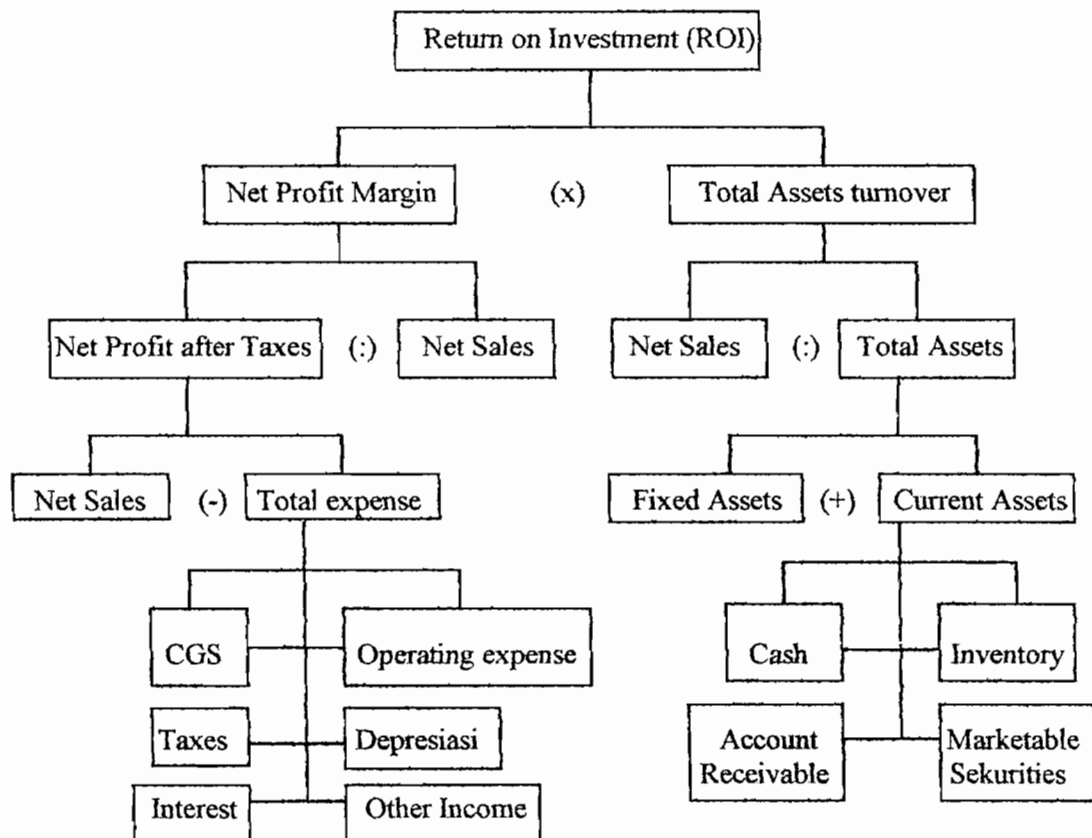 Return on Investment (ROI)
Net Profit Margin (x) Total Assets turnover
Net Profit after Taxes (:) Net Sales Net Sales (:) Total Assets
Net Sales (-) Total expense Fixed Assets (+) Current Assets
CGS Operating expense Cash Inventory
Taxes Depresiasi Account Receivable Marketable Sekurities
Interest Other Income